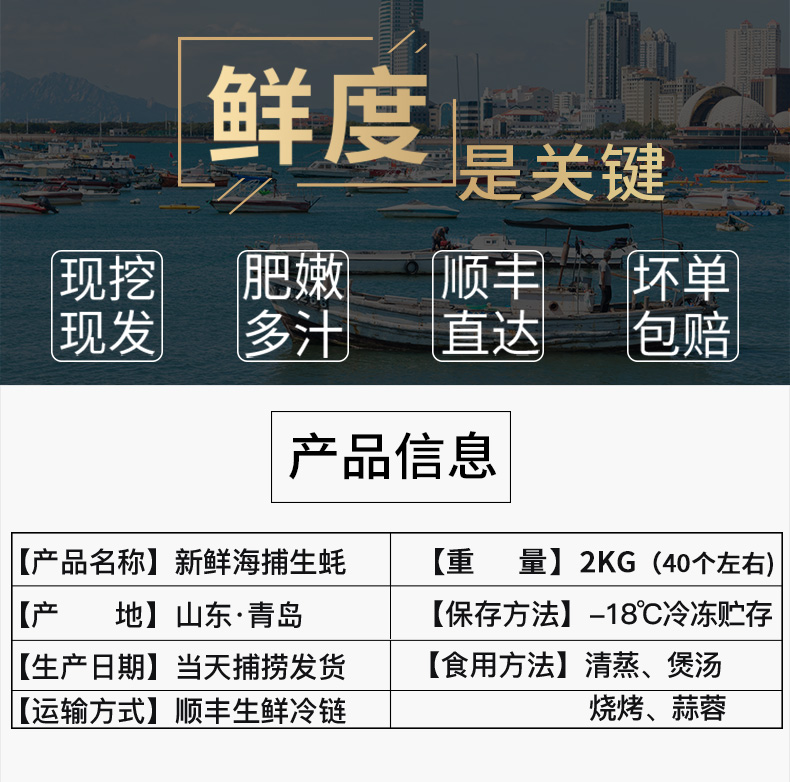 鲜度
是关键
现挖
现发
肥嫩
多汁
顺丰
直达
坏单
包赔
产品信息
【产品名称】新鲜海捕生蚝
【重 量】2KG（40个左右)
【产 地】山东·青岛
【保存方法】-18℃冷冻贮存
【生产日期】当天捕捞发货
【食用方法】清蒸、煲汤
【运输方式】顺丰生鲜冷链
烧烤、蒜蓉